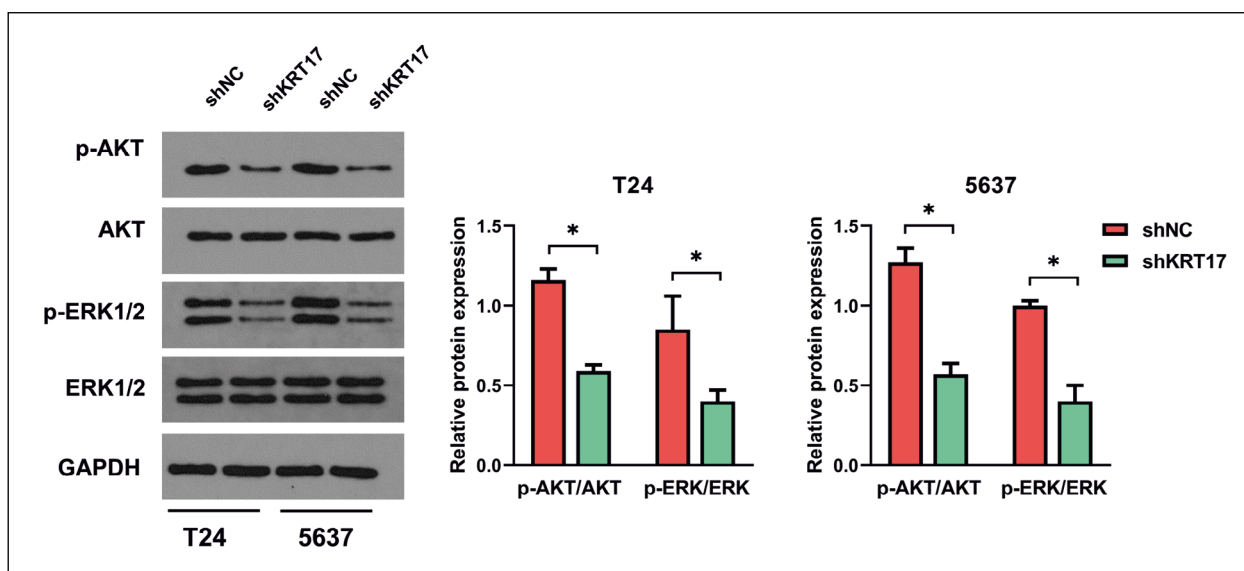 shNC shKRT17 shNC shKRT17
p-AKT
AKT
p-ERK1/2
ERK1/2
GAPDH
T24 5637
T24
Relative protein expression
1.5
1.0
0.5
0.0
*
*
p-AKT/AKT p-ERK/ERK
5637
Relative protein expression
1.5
1.0
0.5
0.0
*
*
p-AKT/AKT p-ERK/ERK
shNC
shKRT17